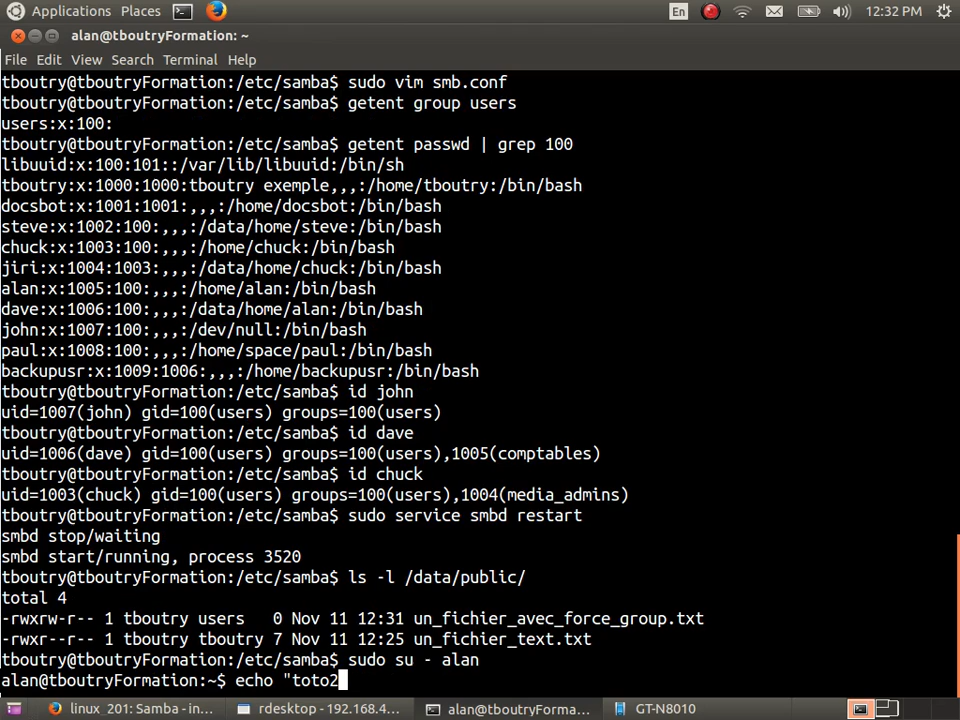 Applications Places En 12:32 PM
alan@tboutryFormation: ~
File Edit View Search Terminal Help
tboutry@tboutryFormation:/etc/samba$ sudo vim smb.conf
tboutry@tboutryFormation:/etc/samba$ getent group users
users:x:100:
tboutry@tboutryFormation:/etc/samba$ getent passwd | grep 100
libuuid:x:100:101::/var/lib/libuuid:/bin/sh
tboutry:x:1000:1000:tboutry exemple,,,:/home/tboutry:/bin/bash
docsbot:x:1001:1001:,,,:/home/docsbot:/bin/bash
steve:x:1002:100:,,,:/data/home/steve:/bin/bash
chuck:x:1003:100:,,,:/home/chuck:/bin/bash
jiri:x:1004:1003:,,,:/data/home/chuck:/bin/bash
alan:x:1005:100:,,,:/home/alan:/bin/bash
dave:x:1006:100:,,,:/data/home/alan:/bin/bash
john:x:1007:100:,,,:/dev/null:/bin/bash
paul:x:1008:100:,,,:/home/space/paul:/bin/bash
backupusr:x:1009:1006:,,,:/home/backupusr:/bin/bash
tboutry@tboutryFormation:/etc/samba$ id john
uid=1007(john) gid=100(users) groups=100(users)
tboutry@tboutryFormation:/etc/samba$ id dave
uid=1006(dave) gid=100(users) groups=100(users),1005(comptables)
tboutry@tboutryFormation:/etc/samba$ id chuck
uid=1003(chuck) gid=100(users) groups=100(users),1004(media_admins)
tboutry@tboutryFormation:/etc/samba$ sudo service smbd restart
smbd stop/waiting
smbd start/running, process 3520
tboutry@tboutryFormation:/etc/samba$ ls -l /data/public/
total 4
-rwxrw-r-- 1 tboutry users   0 Nov 11 12:31 un_fichier_avec_force_group.txt
-rwxr--r-- 1 tboutry tboutry 7 Nov 11 12:25 un_fichier_text.txt
tboutry@tboutryFormation:/etc/samba$ sudo su - alan
alan@tboutryFormation:~$ echo "toto2
linux_201: Samba - in... rdesktop - 192.168.4... alan@tboutryForma... GT-N8010